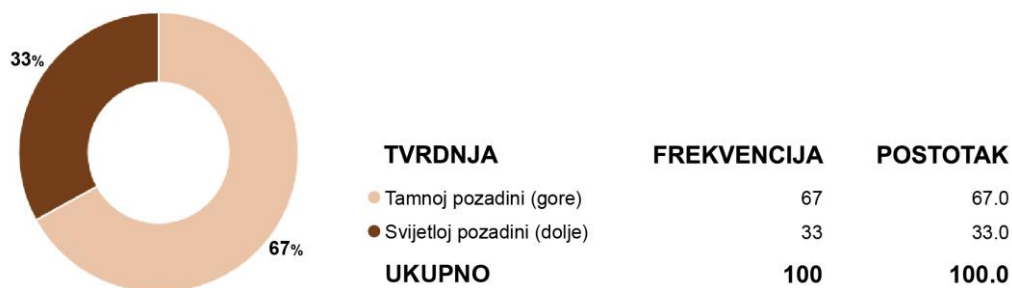 33%
67%
TVRDNJA FREKVENCIJA POSTOTAK
Tamnoj pozadini (gore) 67 67.0
Svijetloj pozadini (dolje) 33 33.0
UKUPNO 100 100.0